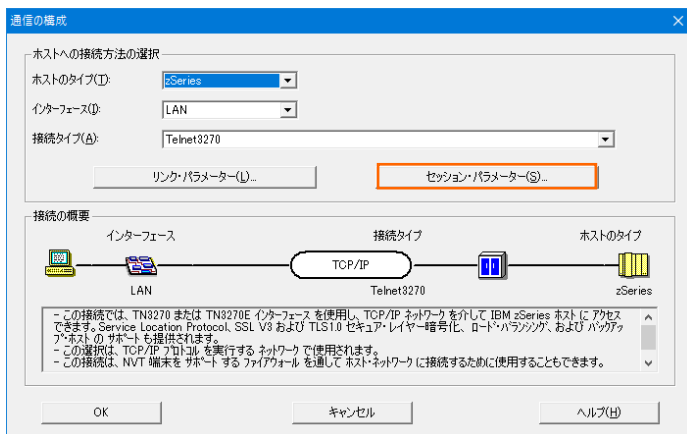 通信の構成
ホストへの接続方法の選択
ホストのタイプ(T): zSeries
インターフェース(I): LAN
接続タイプ(A): Telnet3270
リンク・パラメーター(L)... セッション・パラメーター(S)...
接続の概要
インターフェース 接続タイプ ホストのタイプ
TCP/IP
LAN Telnet3270 zSeries
- この接続では、TN3270 または TN3270E インターフェース を使用し、TCP/IP ネットワーク を介して IBM zSeries ホスト に アクセス
できます。Service Location Protocol、SSL V3 および TLS1.0 セキュア・レイヤー暗号化、ロード・バランシング、および バックアッ
プ・ホスト の サポート も提供されます。
- この選択は、TCP/IP プロトコル を実行する ネットワーク で使用されます。
- この接続は、NVT 端末を サポート する ファイアウォール を通して ホスト・ネットワーク に接続するために使用することもできます。
OK キャンセル ヘルプ(H)